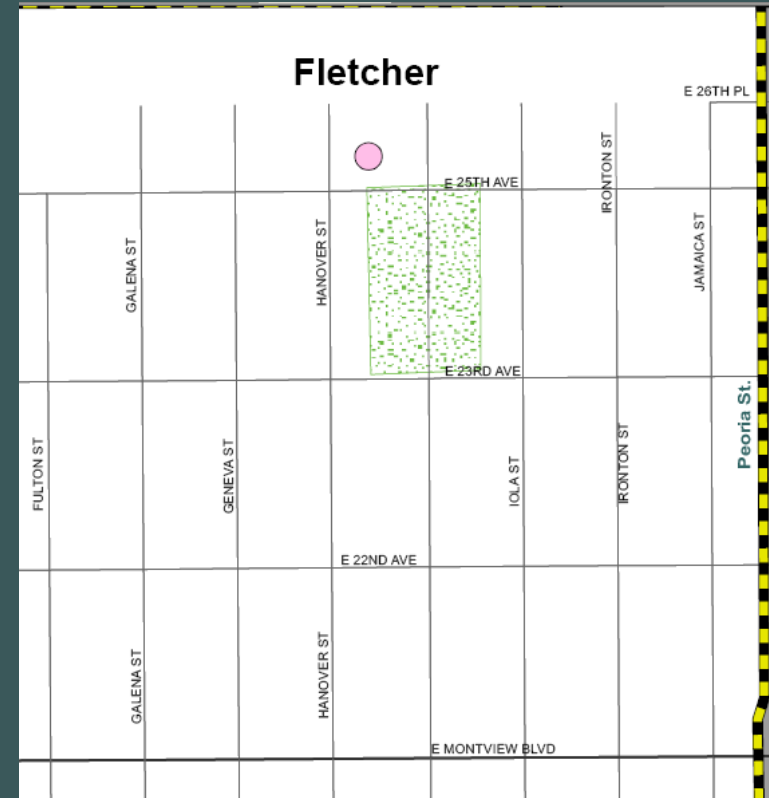 Fletcher
E 26TH PL
E 25TH AVE
IRONTON ST
GALENA ST
HANOVER ST
JAMAICA ST
E 23RD AVE
Peoria St.
FULTON ST
GENEVA ST
IOLA ST
IRONTON ST
E 22ND AVE
GALENA ST
HANOVER ST
E MONTVIEW BLVD